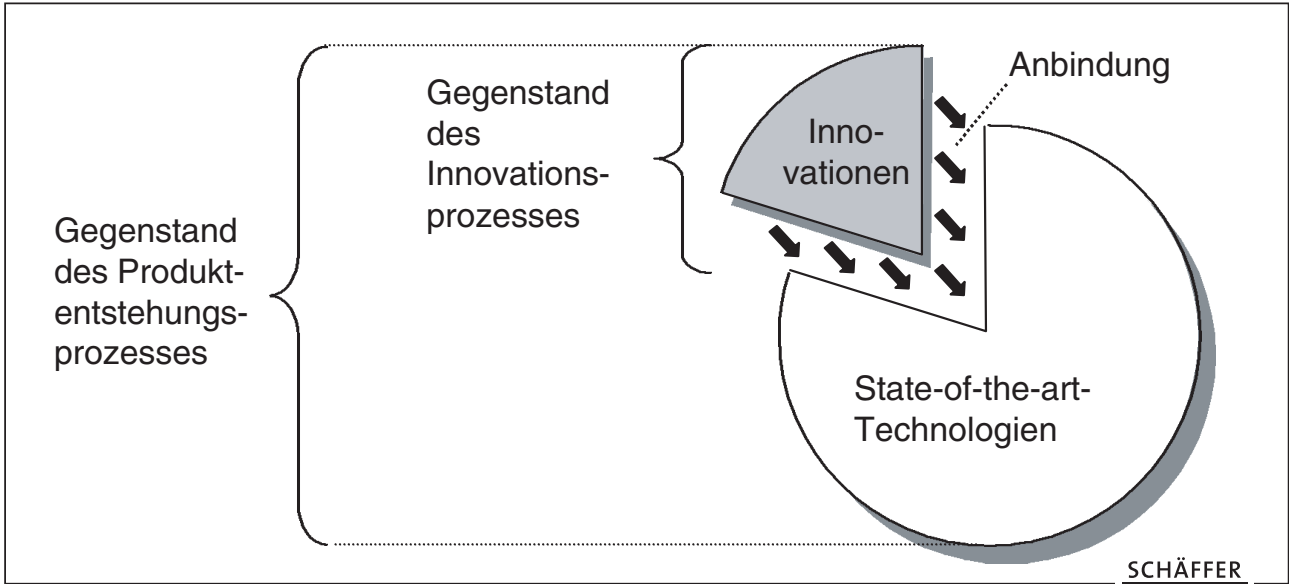 Gegenstand
des Produkt-
entstehungs-
prozesses
Gegenstand
des
Innovations-
prozesses
Inno-
vationen
Anbindung
State-of-the-art-
Technologien
SCHÄFFER